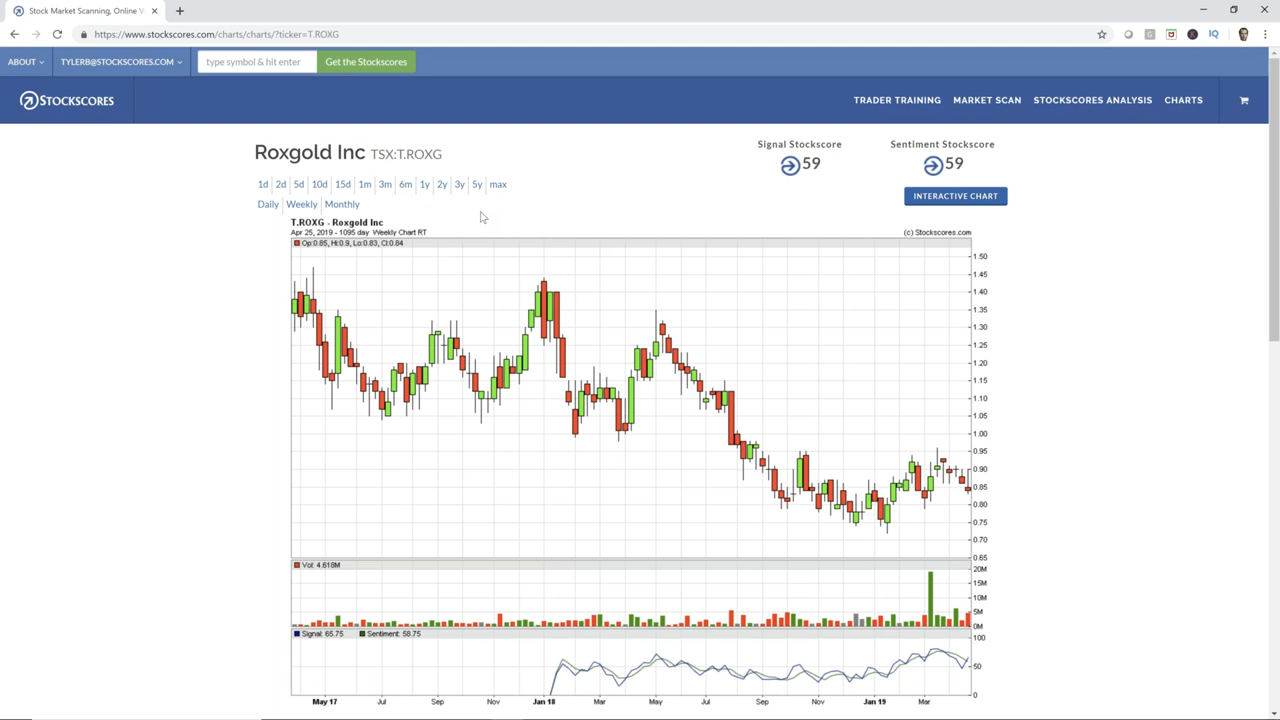 Stock Market Scanning, Online V
https://www.stockscores.com/charts/charts/?ticker=T.ROXG
ABOUT
TYLERB@STOCKSCORES.COM
type symbol & hit enter
Get the Stockscores
STOCKSCORES
TRADER TRAINING
MARKET SCAN
STOCKSCORES ANALYSIS
CHARTS
Roxgold Inc TSX:T.ROXG
Signal Stockscore
59
Sentiment Stockscore
59
1d 2d 5d 10d 15d 1m 3m 6m 1y 2y 3y 5y max
Daily Weekly Monthly
INTERACTIVE CHART
T.ROXG - Roxgold Inc
Apr 25, 2019 - 1095 day Weekly Chart RT
(c) Stockscores.com
Op:0.85, Hi:0.9, Lo:0.83, Cl:0.84
1.50
1.45
1.40
1.35
1.30
1.25
1.20
1.15
1.10
1.05
1.00
0.95
0.90
0.85
0.80
0.75
0.70
0.65
Vol: 4.618M
20M
15M
10M
5M
0M
Signal: 65.75 Sentiment: 58.75
100
50
0
May 17 Jul Sep Nov Jan 18 Mar May Jul Sep Nov Jan 19 Mar